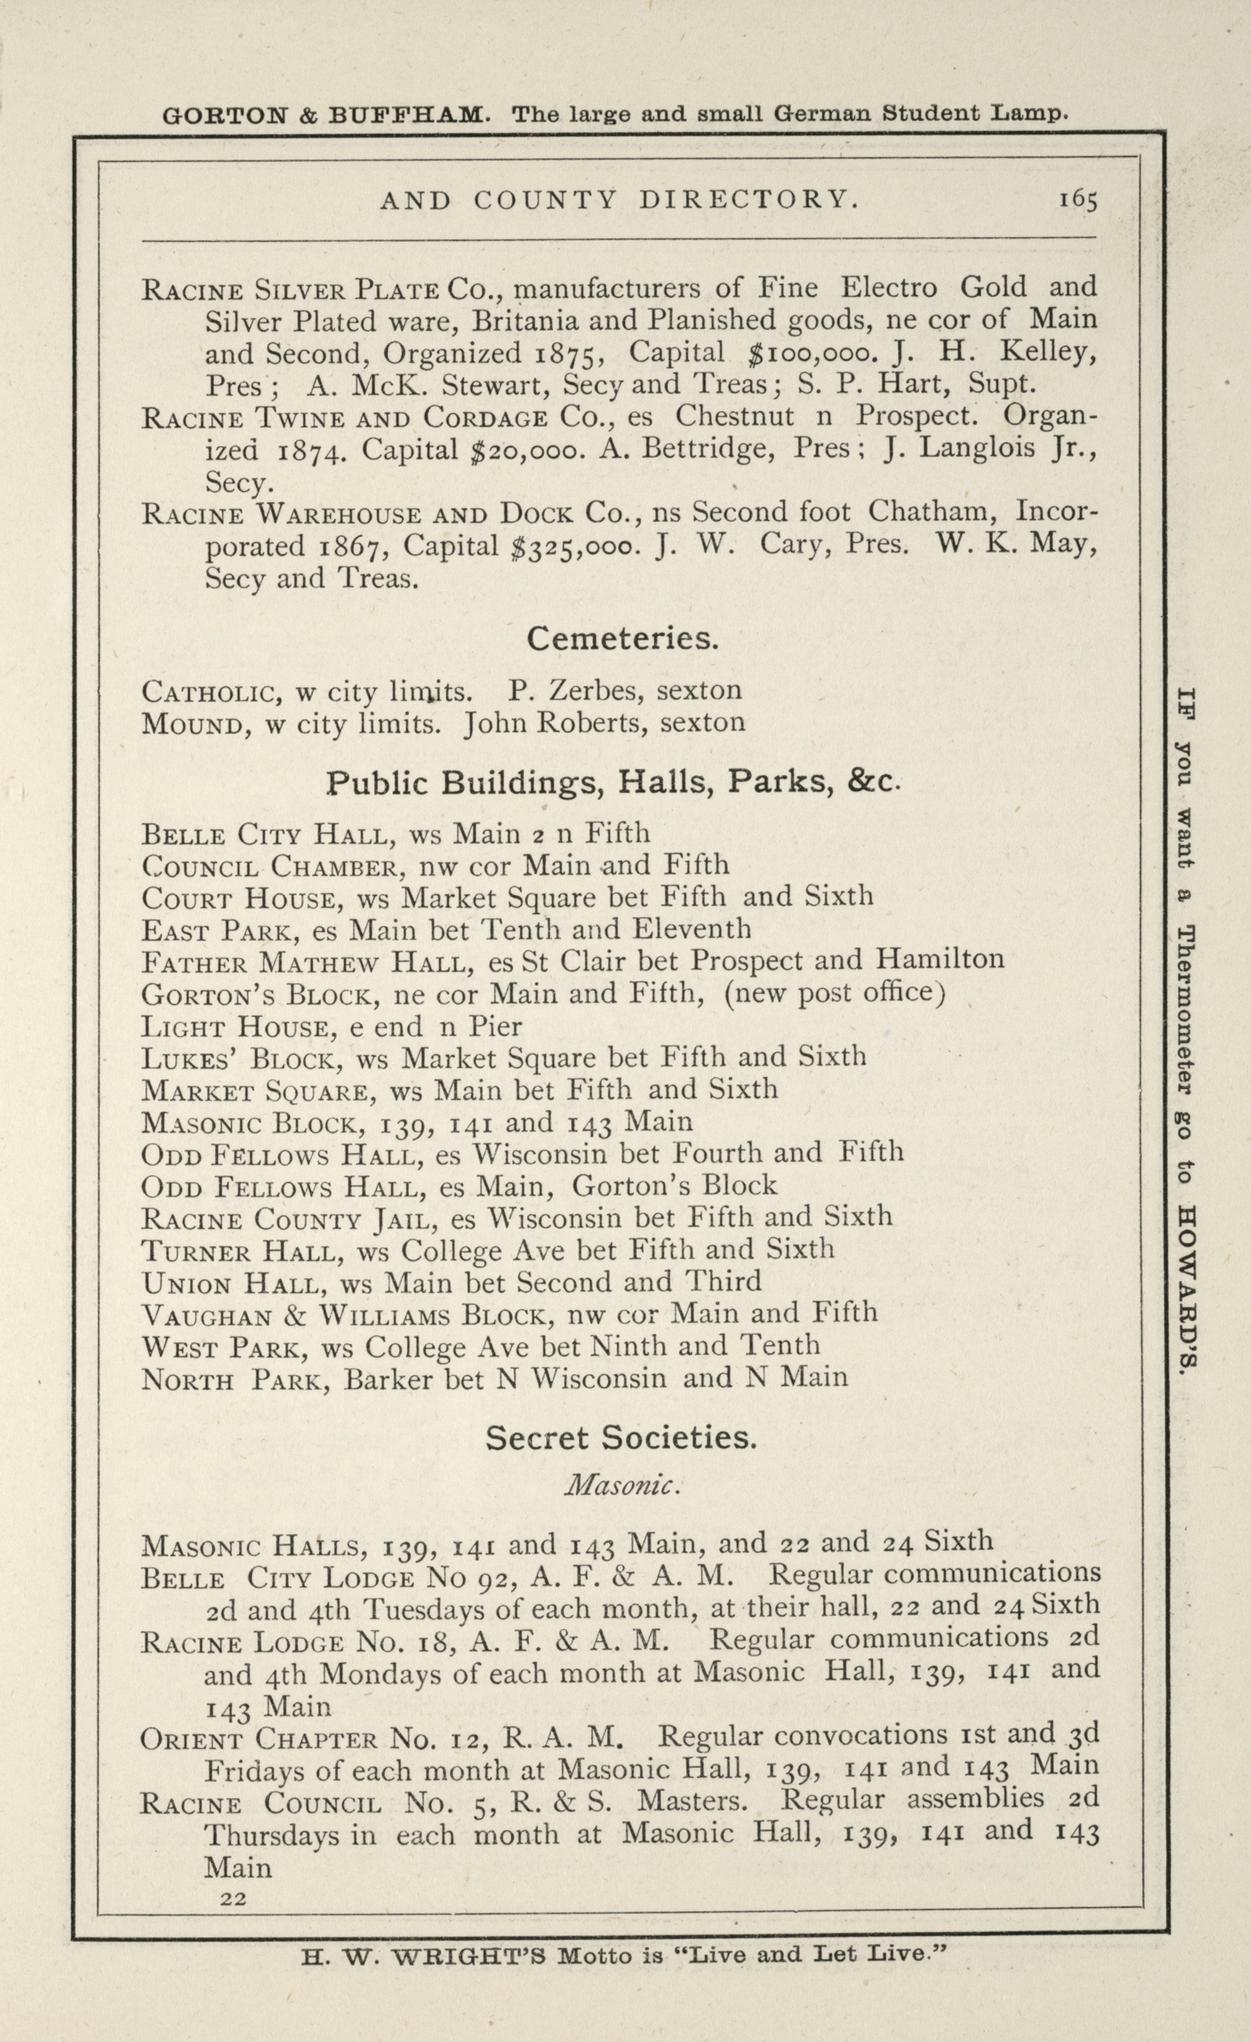 GORTON & BUFFHAM. The large and small German Student Lamp.
AND COUNTY DIRECTORY. 165
RACINE SILVER PLATE CO., manufacturers of Fine Electro Gold and
Silver Plated ware, Britania and Planished goods, ne cor of Main
and Second, Organized 1875, Capital $100,000. J. H. Kelley,
Pres ; A. McK. Stewart, Secy and Treas; S. P. Hart, Supt.
RACINE TWINE AND CORDAGE CO., es Chestnut n Prospect. Organ-
ized 1874. Capital $20,000. A. Bettridge, Pres ; J. Langlois Jr.,
Secy.
RACINE WAREHOUSE AND DOCK CO., ns Second foot Chatham, Incor-
porated 1867, Capital $325,000. J. W. Cary, Pres. W. K. May,
Secy and Treas.
Cemeteries.
CATHOLIC, w city limits. P. Zerbes, sexton
MOUND, w city limits. John Roberts, sexton
Public Buildings, Halls, Parks, &c.
BELLE CITY HALL, ws Main 2 n Fifth
COUNCIL CHAMBER, nw cor Main and Fifth
COURT HOUSE, ws Market Square bet Fifth and Sixth
EAST PARK, es Main bet Tenth and Eleventh
FATHER MATHEW HALL, es St Clair bet Prospect and Hamilton
GORTON'S BLOCK, ne cor Main and Fifth, (new post office)
LIGHT HOUSE, e end n Pier
LUKES' BLOCK, ws Market Square bet Fifth and Sixth
MARKET SQUARE, ws Main bet Fifth and Sixth
MASONIC BLOCK, 139, 141 and 143 Main
ODD FELLOWS HALL, es Wisconsin bet Fourth and Fifth
ODD FELLOWS HALL, es Main, Gorton's Block
RACINE COUNTY JAIL, es Wisconsin bet Fifth and Sixth
TURNER HALL, ws College Ave bet Fifth and Sixth
UNION HALL, ws Main bet Second and Third
VAUGHAN & WILLIAMS BLOCK, nw cor Main and Fifth
WEST PARK, ws College Ave bet Ninth and Tenth
NORTH PARK, Barker bet N Wisconsin and N Main
Secret Societies.
Masonic.
MASONIC HALLS, 139, 141 and 143 Main, and 22 and 24 Sixth
BELLE CITY LODGE NO 92, A. F. & A. M. Regular communications
2d and 4th Tuesdays of each month, at their hall, 22 and 24 Sixth
RACINE LODGE NO. 18, A. F. & A. M. Regular communications 2d
and 4th Mondays of each month at Masonic Hall, 139, 141 and
143 Main
ORIENT CHAPTER NO. 12, R. A. M. Regular convocations 1st and 3d
Fridays of each month at Masonic Hall, 139, 141 and 143 Main
RACINE COUNCIL NO. 5, R. & S. Masters. Regular assemblies 2d
Thursdays in each month at Masonic Hall, 139, 141 and 143
Main
22
H. W. WRIGHT'S Motto is “Live and Let Live.”
IF you want a Thermometer go to HOWARD'S.